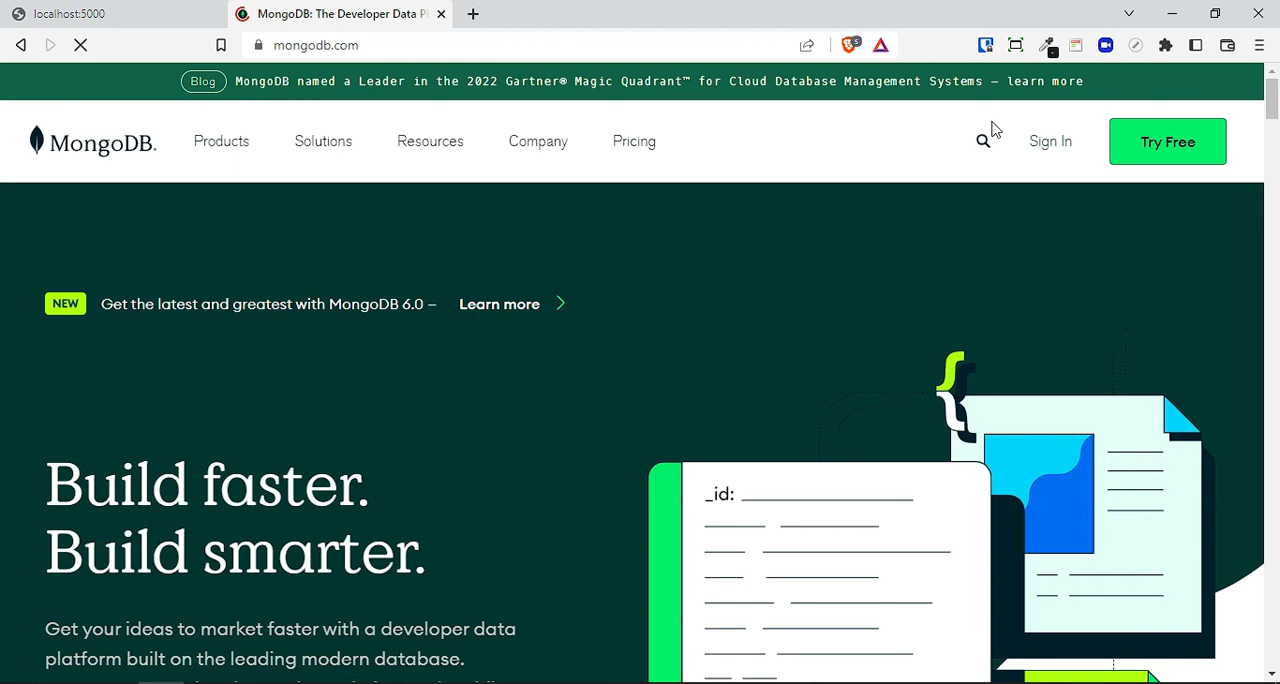 localhost:5000
MongoDB: The Developer Data Pl
mongodb.com
5
Blog MongoDB named a Leader in the 2022 Gartner® Magic Quadrant™ for Cloud Database Management Systems – learn more
MongoDB. Products Solutions Resources Company Pricing Sign In Try Free
NEW Get the latest and greatest with MongoDB 6.0 – Learn more
Build faster.
Build smarter.
_id:
Get your ideas to market faster with a developer data
platform built on the leading modern database.